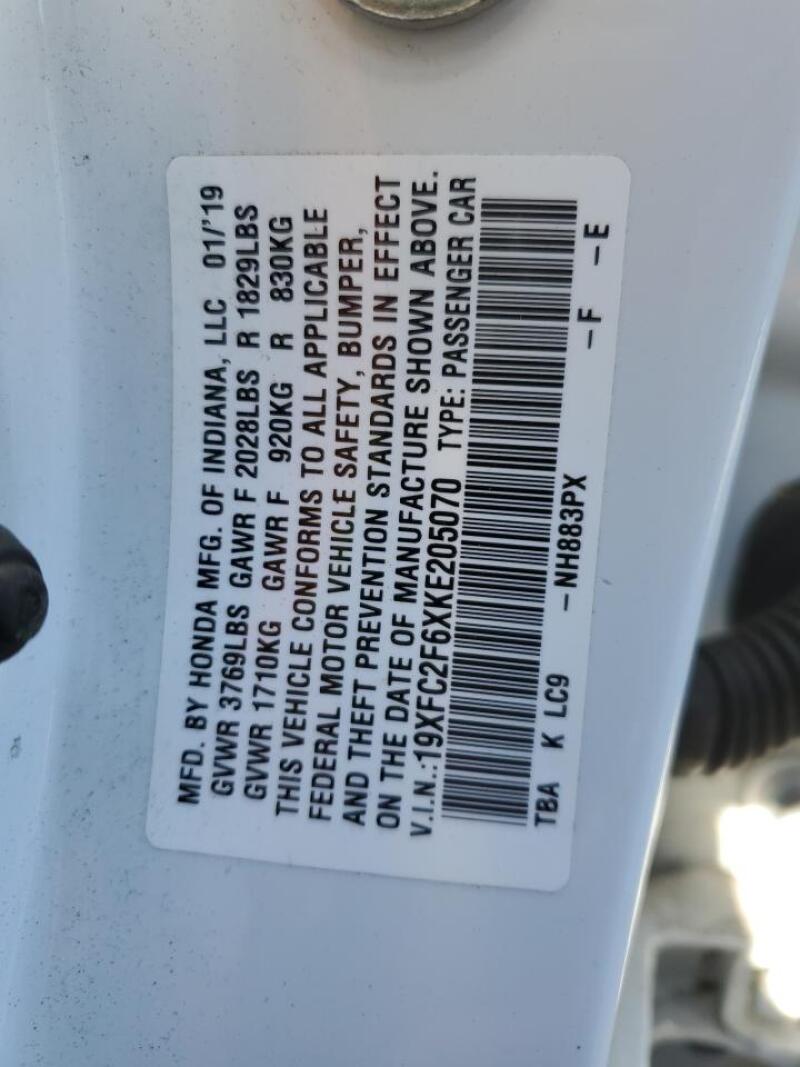 MFD. BY HONDA MFG. OF INDIANA, LLC 01/'19
GVWR 3769LBS GAWR F 2028LBS R 1829LBS
GVWR 1710KG GAWR F 920KG R 830KG
THIS VEHICLE CONFORMS TO ALL APPLICABLE
FEDERAL MOTOR VEHICLE SAFETY, BUMPER,
AND THEFT PREVENTION STANDARDS IN EFFECT
ON THE DATE OF MANUFACTURE SHOWN ABOVE.
V.I.N.:19XFC2F6XKE205070 TYPE: PASSENGER CAR
TBA K LC9 -NH883PX -F -E